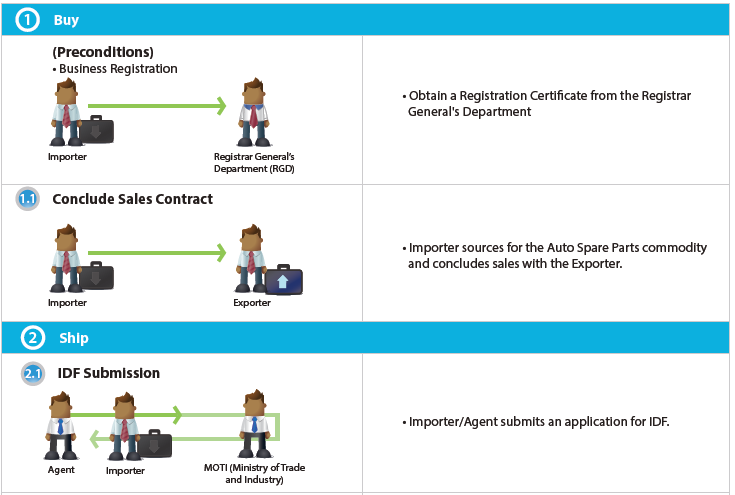 1 Buy
(Preconditions)
• Business Registration
Importer
Registrar General's
Department (RGD)
• Obtain a Registration Certificate from the Registrar
General's Department
1.1 Conclude Sales Contract
Importer
Exporter
• Importer sources for the Auto Spare Parts commodity
and concludes sales with the Exporter.
2 Ship
2.1 IDF Submission
Agent
Importer
MOTI (Ministry of Trade
and Industry)
• Importer/Agent submits an application for IDF.